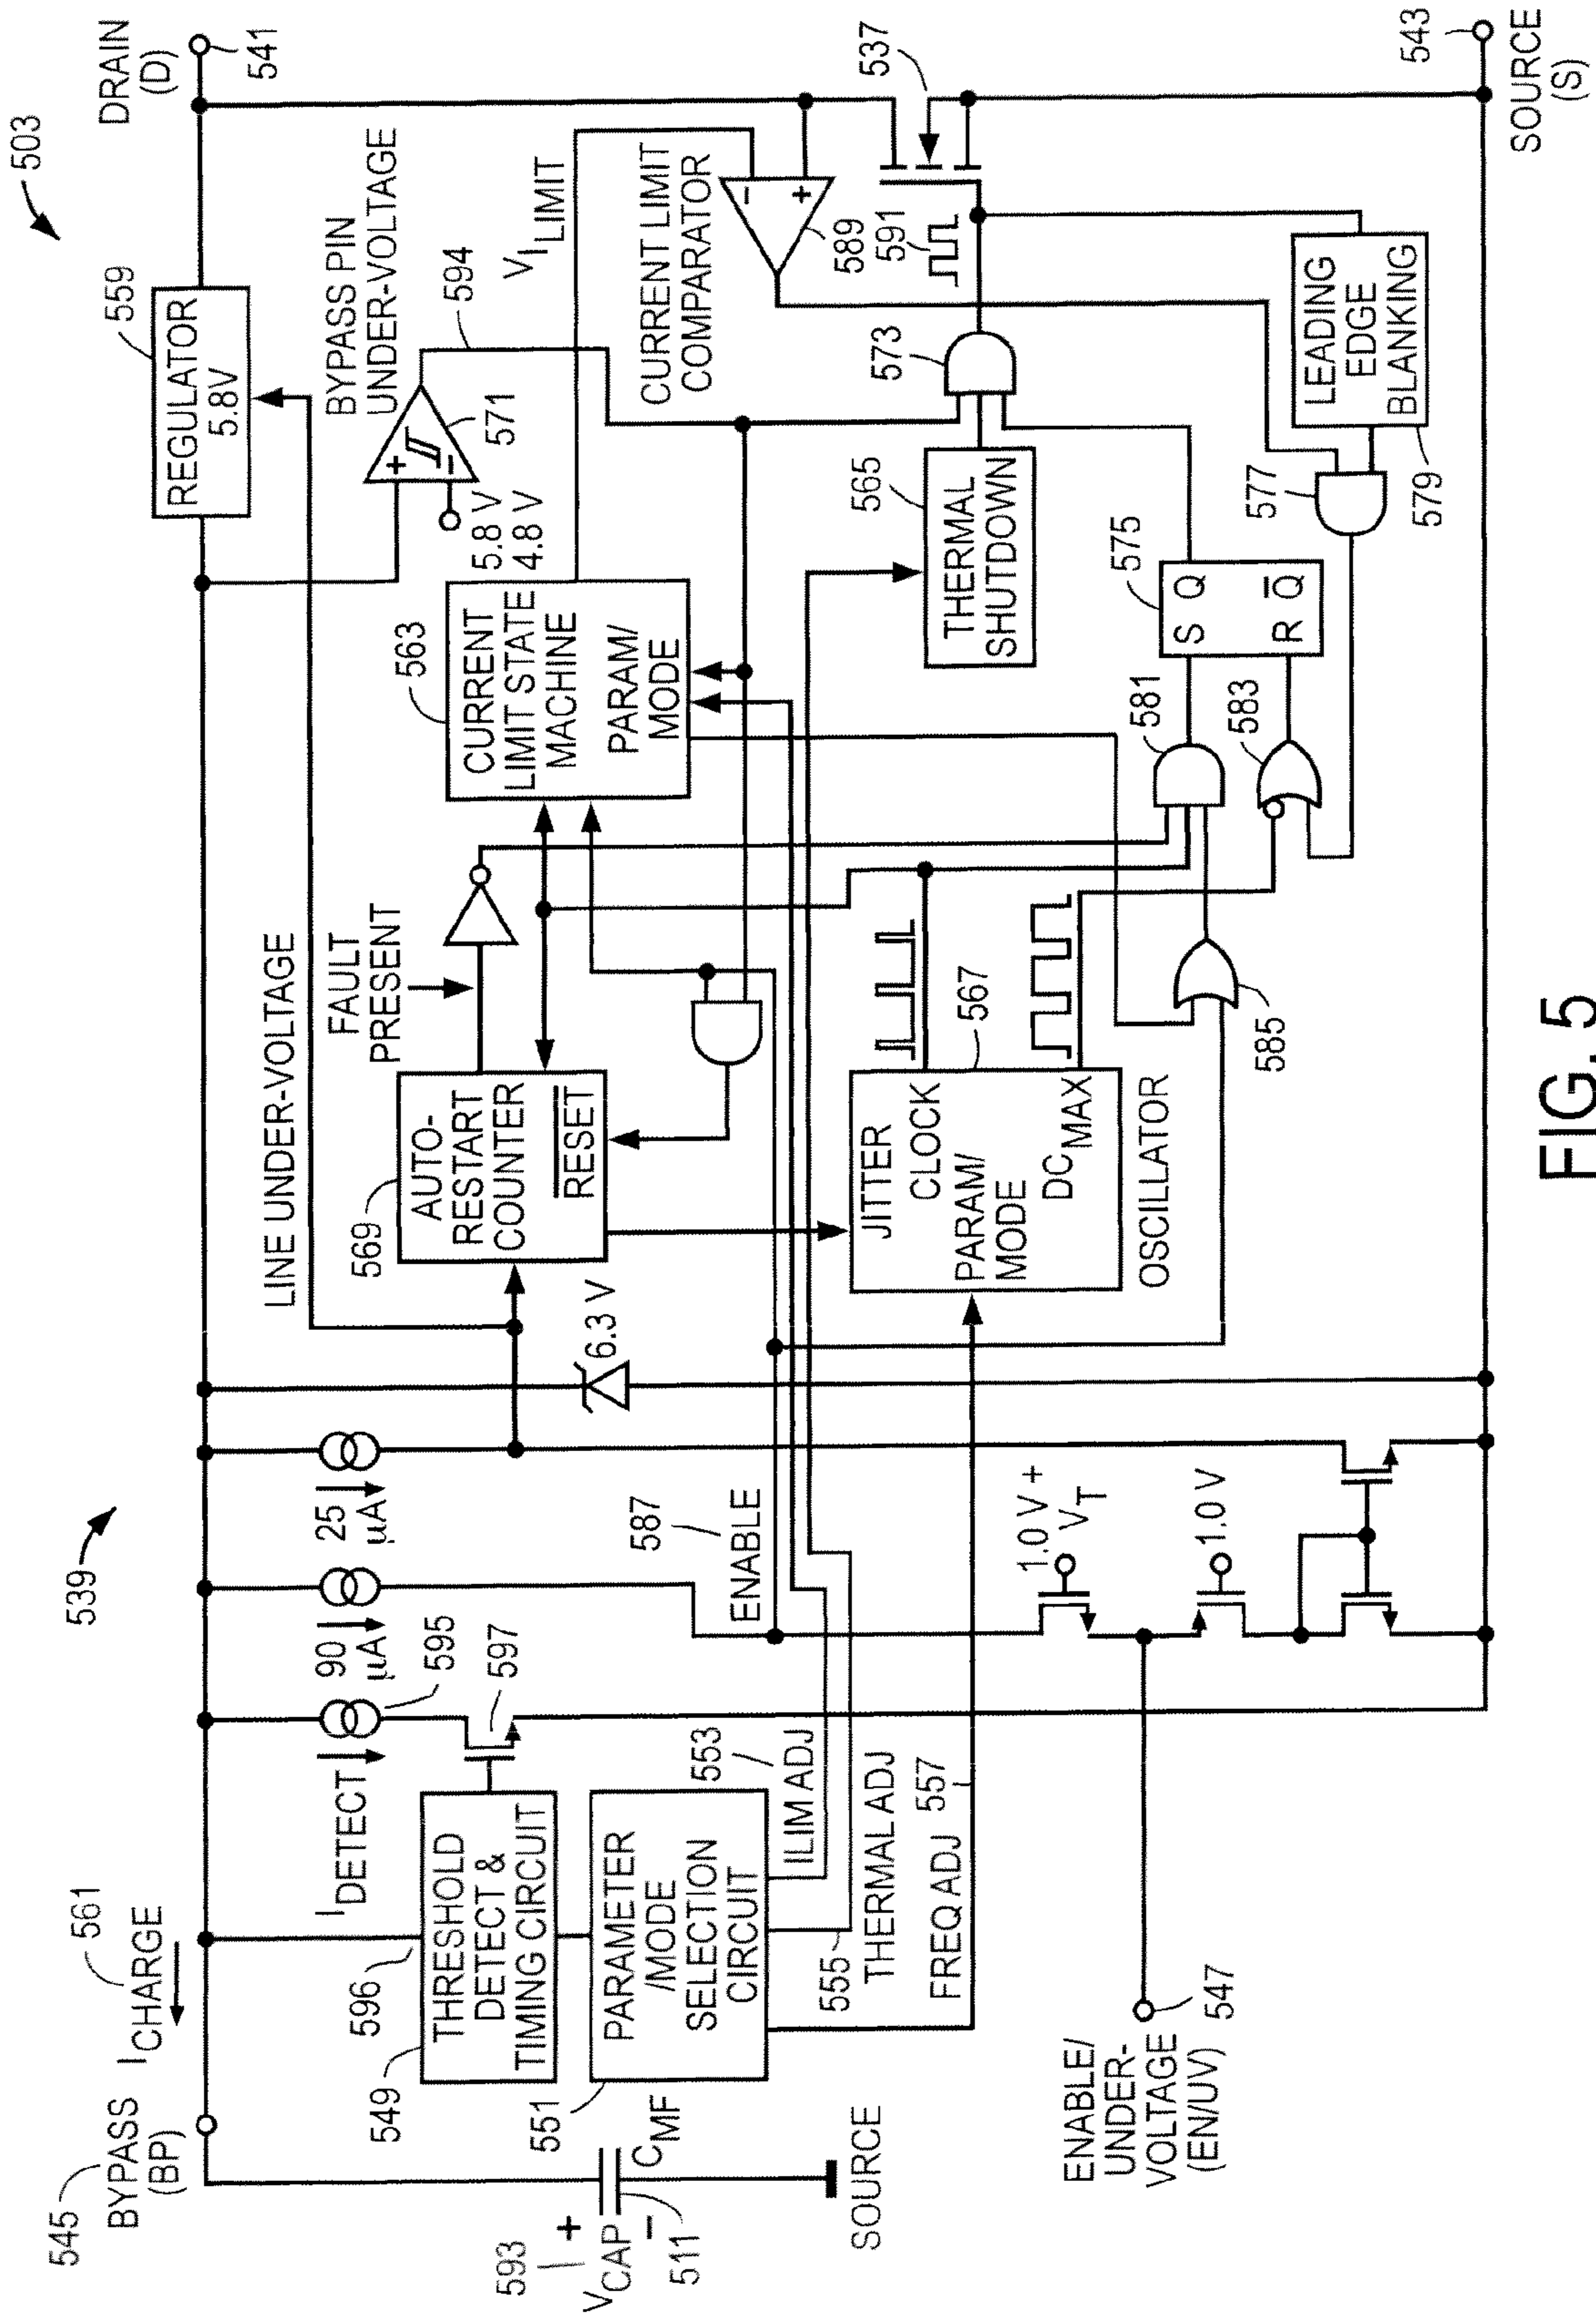 503
539
545
BYPASS
(BP)
561
I CHARGE
559
REGULATOR
5.8V
DRAIN
(D)
541
LINE UNDER-VOLTAGE
BYPASS PIN
UNDER-VOLTAGE
594
571
+
−
5.8 V
4.8 V
I DETECT
595
597
90
µA
25
µA
593
+
V CAP
−
511
C MF
SOURCE
596
549
THRESHOLD
DETECT &
TIMING CIRCUIT
551
PARAMETER
/MODE
SELECTION
CIRCUIT
553
ILIM ADJ
555
THERMAL ADJ
FREQ ADJ
557
587
ENABLE
6.3 V
569
AUTO-
RESTART
COUNTER
RESET
FAULT
PRESENT
563
CURRENT
LIMIT STATE
MACHINE
PARAM/
MODE
V I LIMIT
CURRENT LIMIT
COMPARATOR
−
+
589
591
537
565
THERMAL
SHUTDOWN
573
JITTER
CLOCK
PARAM/
MODE
DC MAX
567
OSCILLATOR
585
581
583
575
S Q
R Q
577
579
LEADING
EDGE
BLANKING
1.0 V +
V T
1.0 V
ENABLE/
UNDER-
VOLTAGE
(EN/UV)
547
543
SOURCE
(S)
FIG. 5